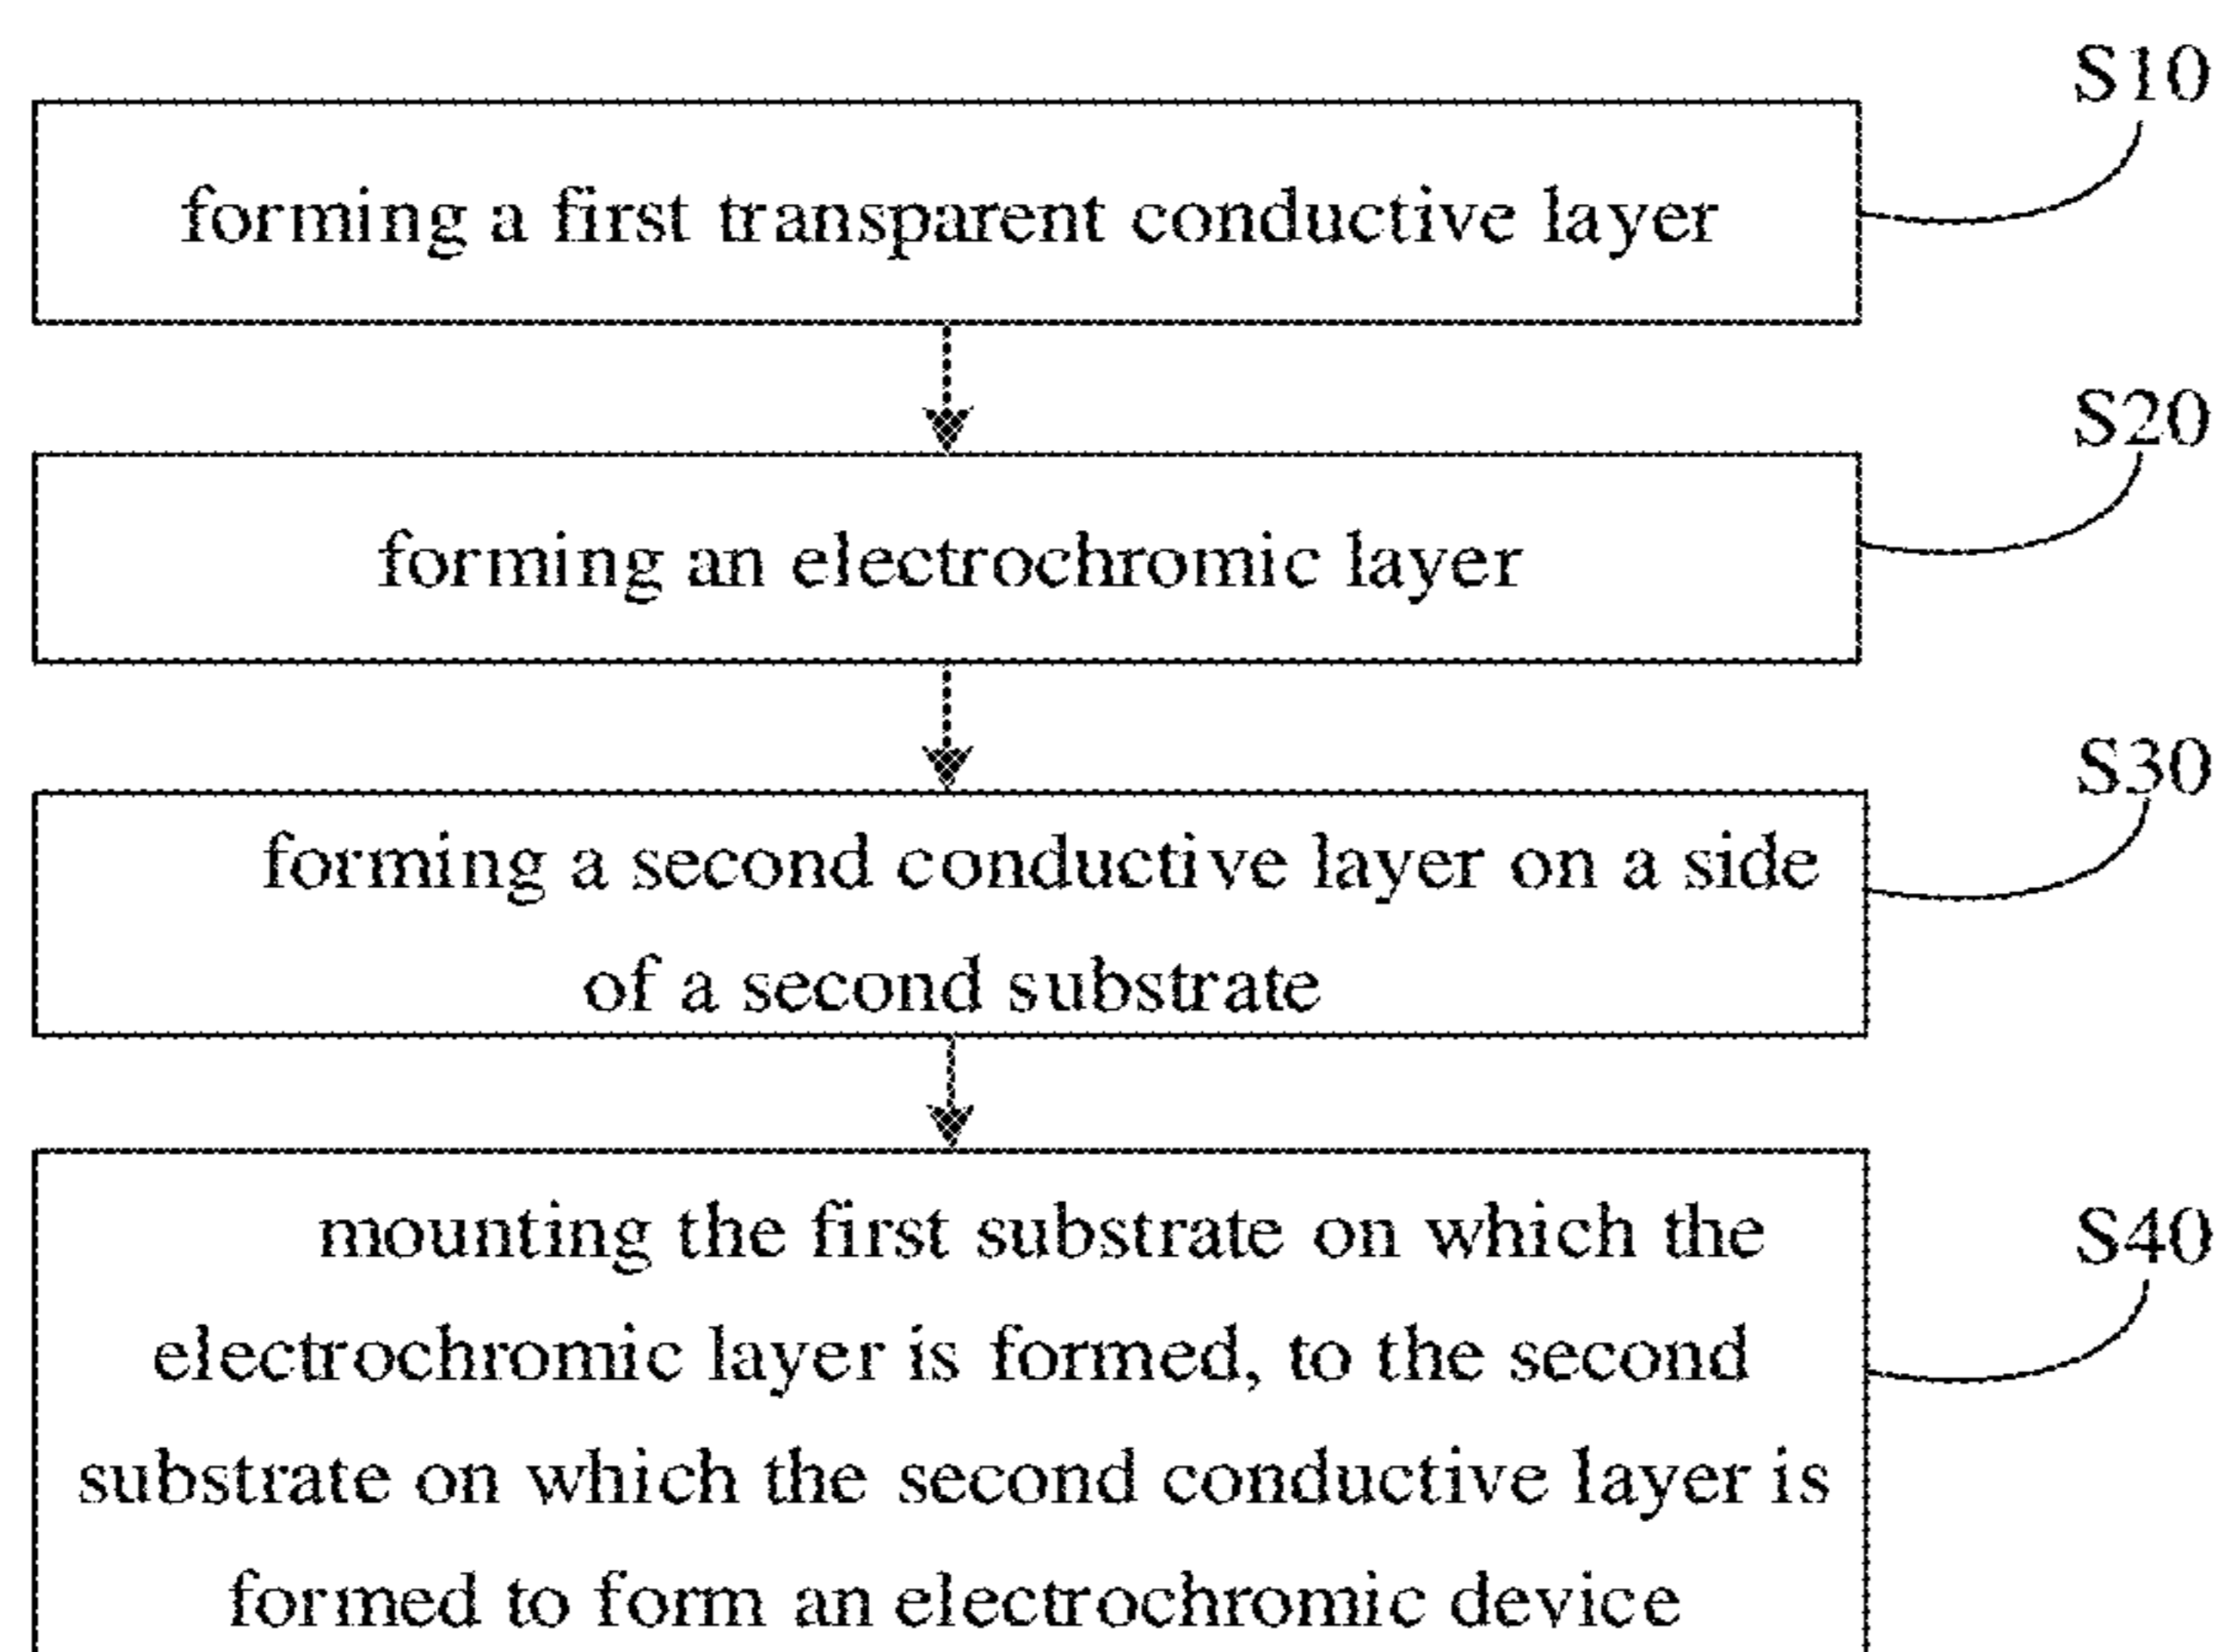 S10
forming a first transparent conductive layer
S20
forming an electrochromic layer
S30
forming a second conductive layer on a side
of a second substrate
S40
mounting the first substrate on which the
electrochromic layer is formed, to the second
substrate on which the second conductive layer is
formed to form an electrochromic device